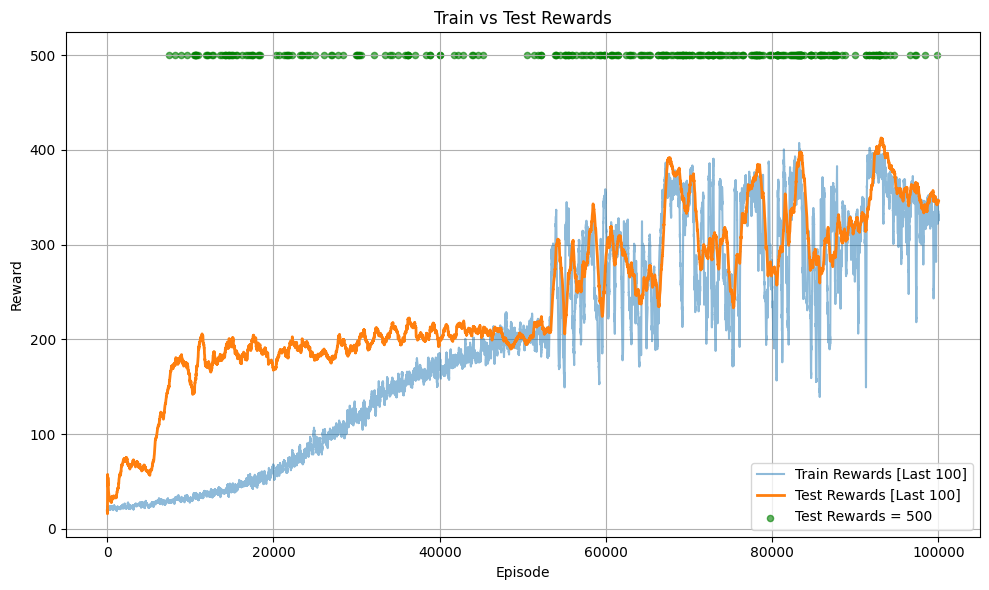 Train vs Test Rewards
500
400
300
200
100
0
Reward
0
20000
40000
60000
80000
100000
Episode
Train Rewards [Last 100]
Test Rewards [Last 100]
Test Rewards = 500